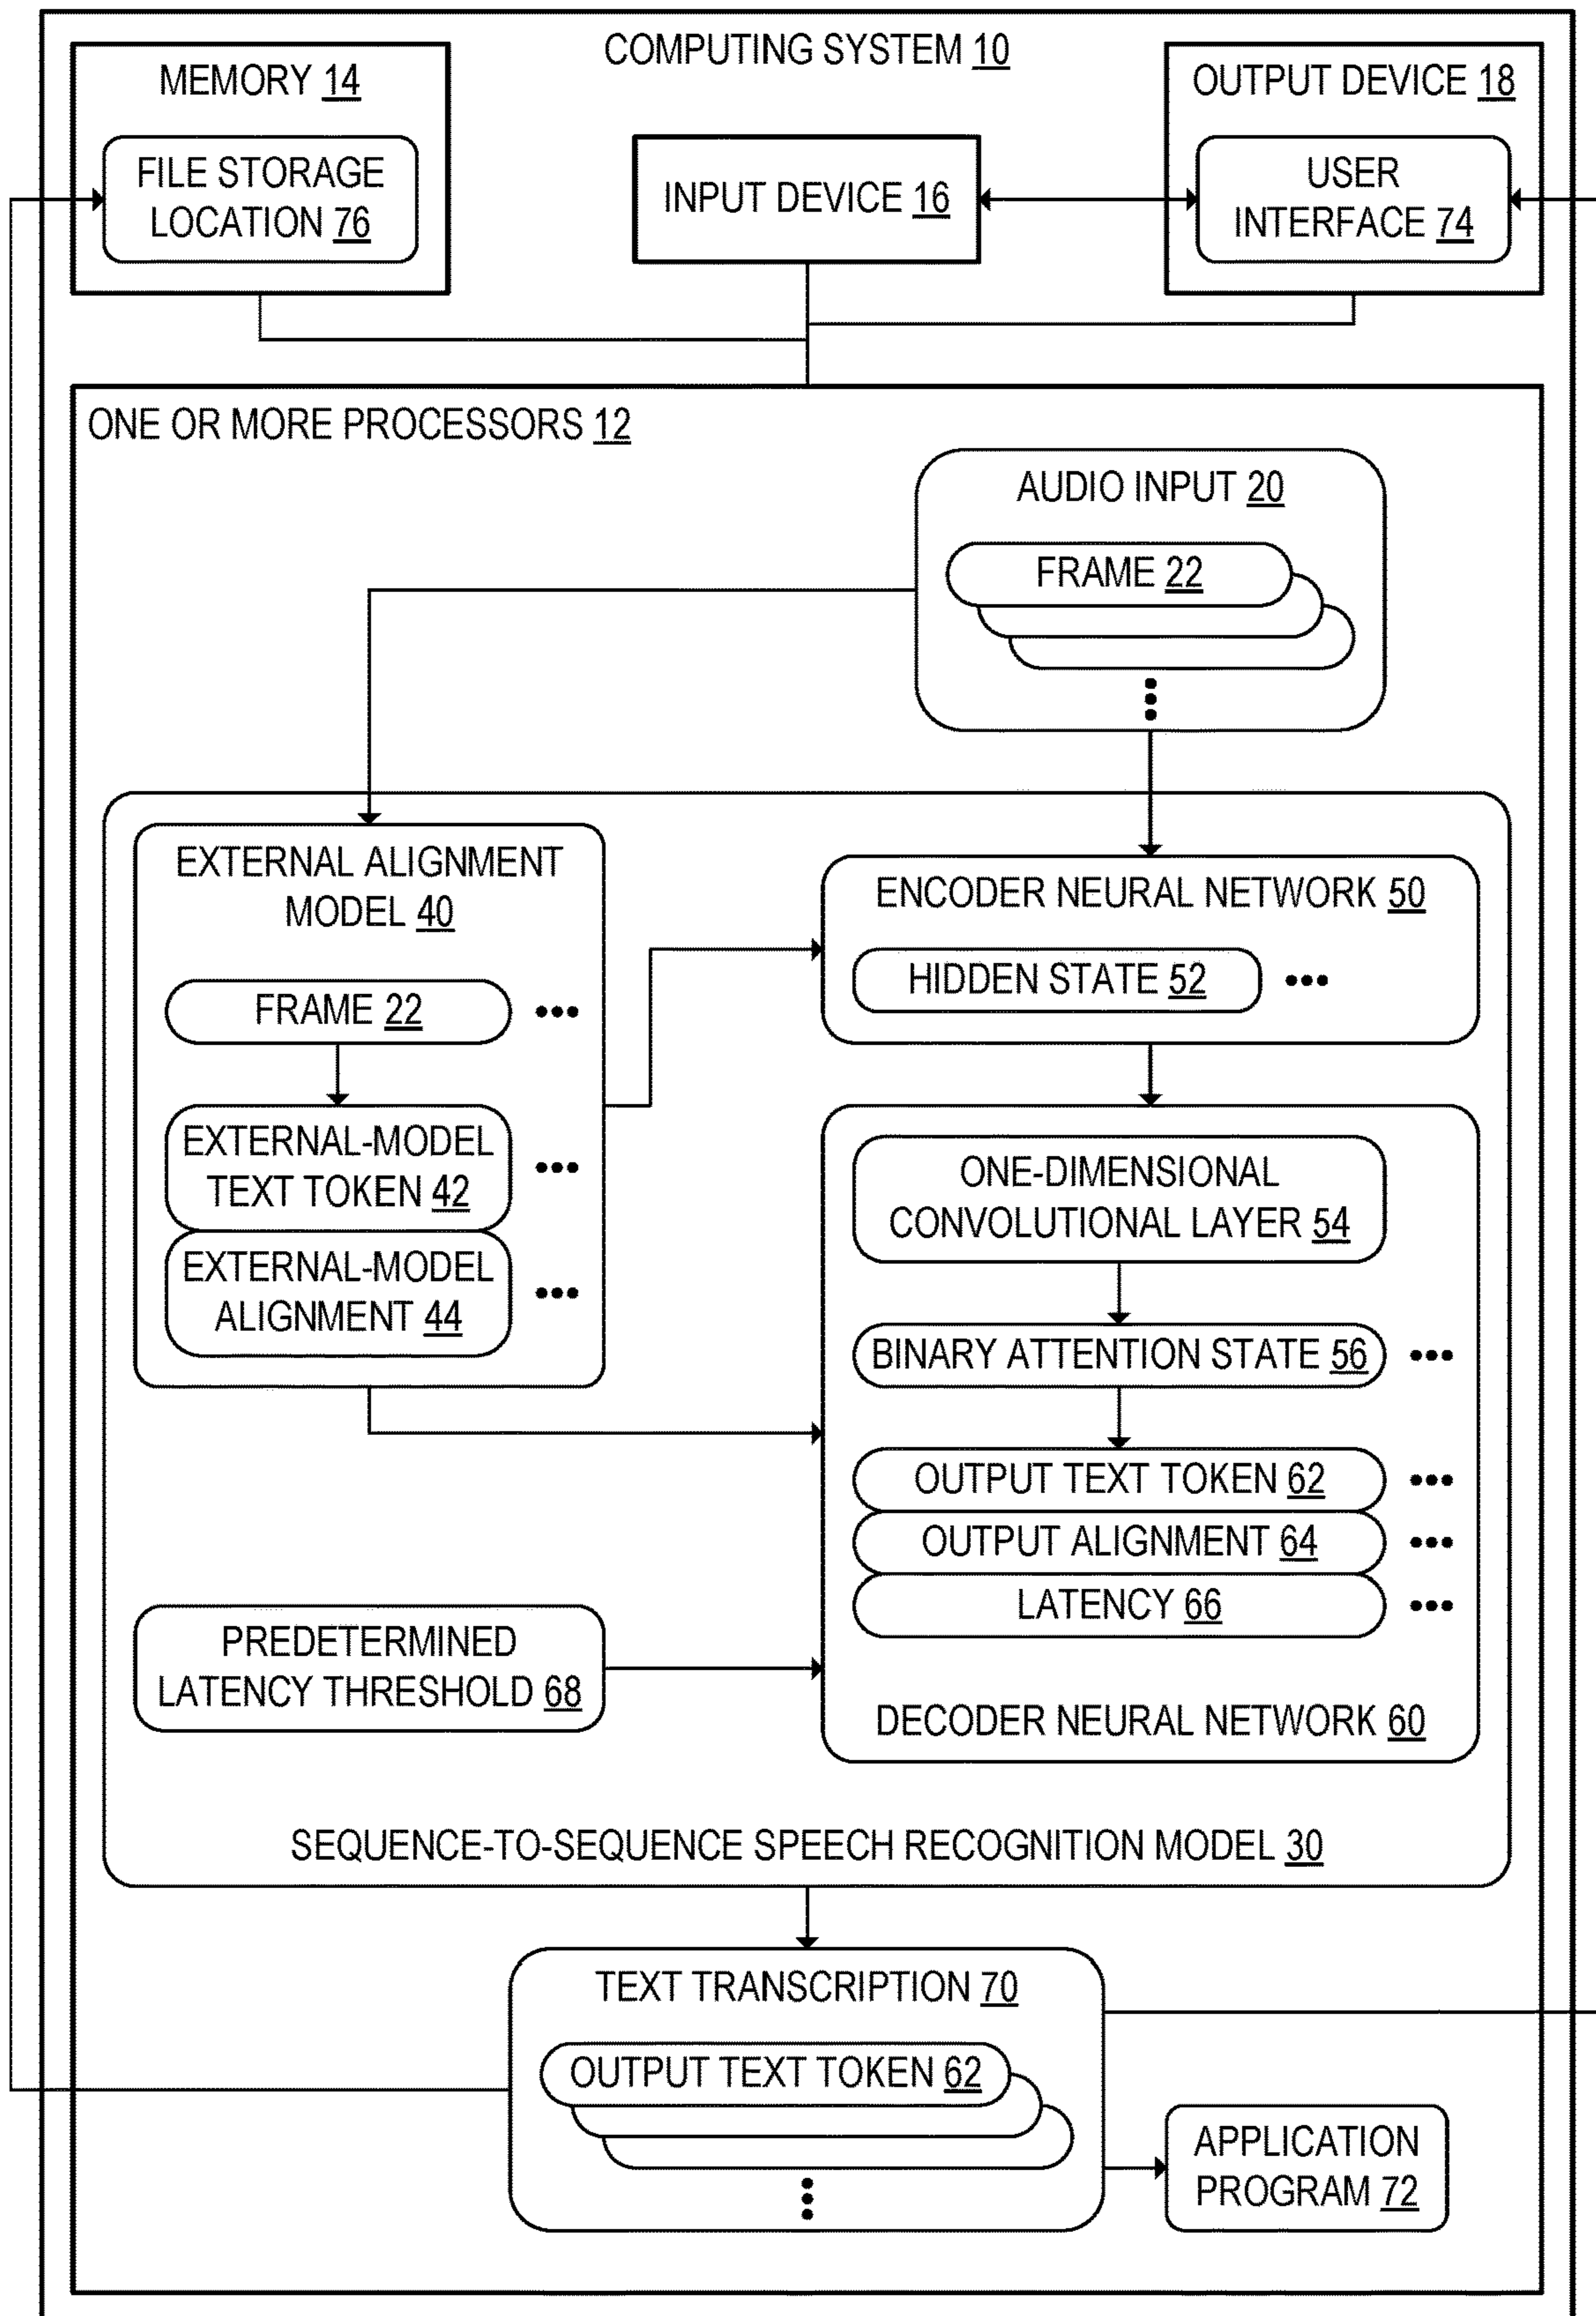 COMPUTING SYSTEM 10
MEMORY 14
FILE STORAGE
LOCATION 76
INPUT DEVICE 16
OUTPUT DEVICE 18
USER
INTERFACE 74
ONE OR MORE PROCESSORS 12
AUDIO INPUT 20
FRAME 22
EXTERNAL ALIGNMENT
MODEL 40
FRAME 22
EXTERNAL-MODEL
TEXT TOKEN 42
EXTERNAL-MODEL
ALIGNMENT 44
ENCODER NEURAL NETWORK 50
HIDDEN STATE 52
ONE-DIMENSIONAL
CONVOLUTIONAL LAYER 54
BINARY ATTENTION STATE 56
OUTPUT TEXT TOKEN 62
OUTPUT ALIGNMENT 64
LATENCY 66
DECODER NEURAL NETWORK 60
PREDETERMINED
LATENCY THRESHOLD 68
SEQUENCE-TO-SEQUENCE SPEECH RECOGNITION MODEL 30
TEXT TRANSCRIPTION 70
OUTPUT TEXT TOKEN 62
APPLICATION
PROGRAM 72